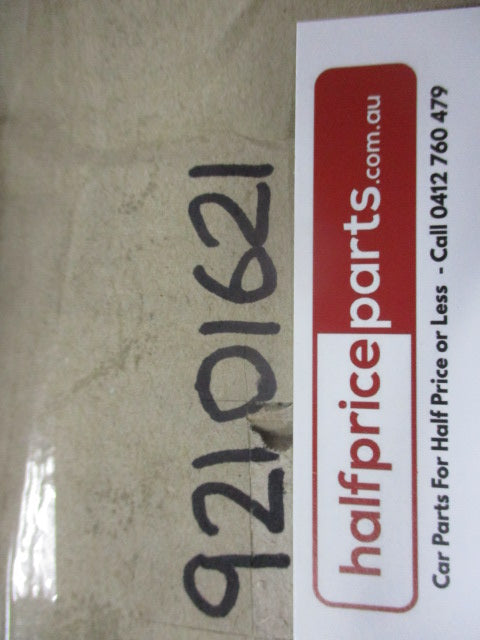 92101621
halfpriceparts.com.au
Car Parts For Half Price or Less - Call 0412 760 479